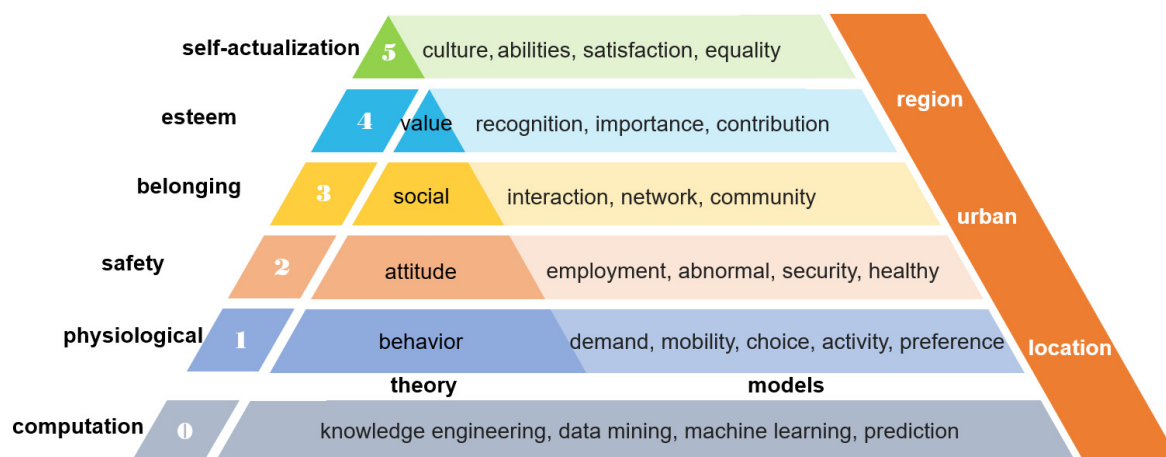 self-actualization 5 culture, abilities, satisfaction, equality
region
esteem 4 value recognition, importance, contribution
belonging 3 social interaction, network, community
urban
safety 2 attitude employment, abnormal, security, healthy
physiological 1 behavior demand, mobility, choice, activity, preference
location
theory models
computation 0 knowledge engineering, data mining, machine learning, prediction